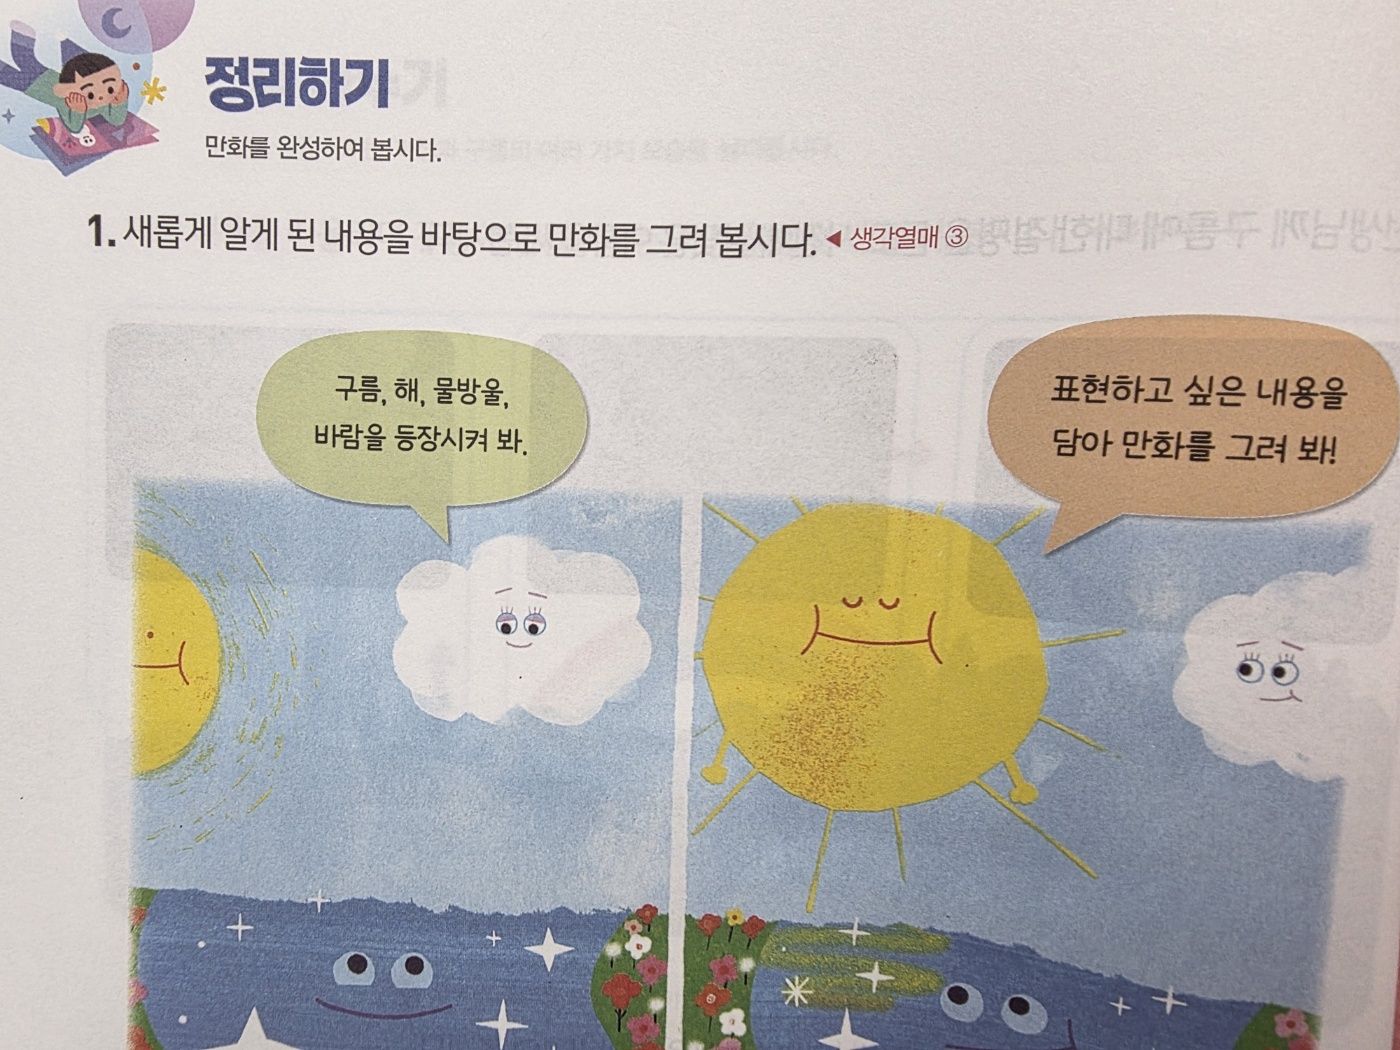 정리하기
만화를 완성하여 봅시다.
1. 새롭게 알게 된 내용을 바탕으로 만화를 그려 봅시다. ◀ 생각열매 ③
구름, 해, 물방울,
바람을 등장시켜 봐.
표현하고 싶은 내용을
담아 만화를 그려 봐!